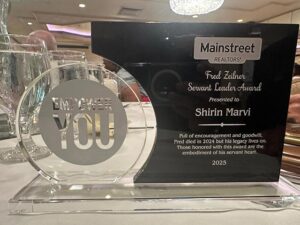 EMPOWER
YOU
Mainstreet
REALTORS®
Fred Zeilner
Servant Leader Award
Presented to
Shirin Marvi
Full of encouragement and goodwill,
Fred died in 2024 but his legacy lives on.
Those honored with this award are the
embodiment of his servant heart.
2025